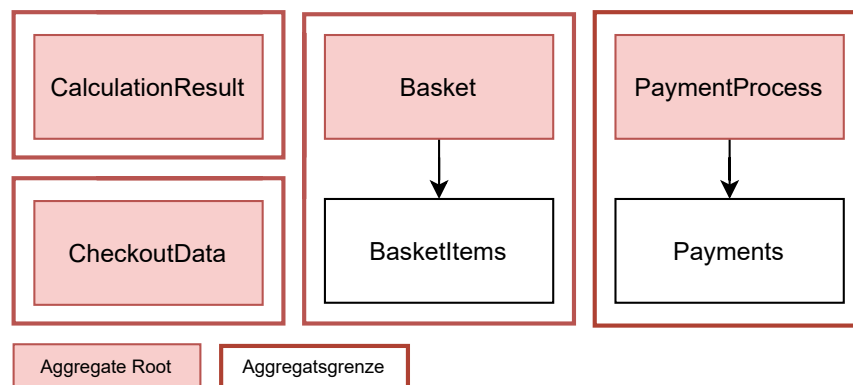 CalculationResult
Basket
PaymentProcess
CheckoutData
BasketItems
Payments
Aggregate Root
Aggregatsgrenze